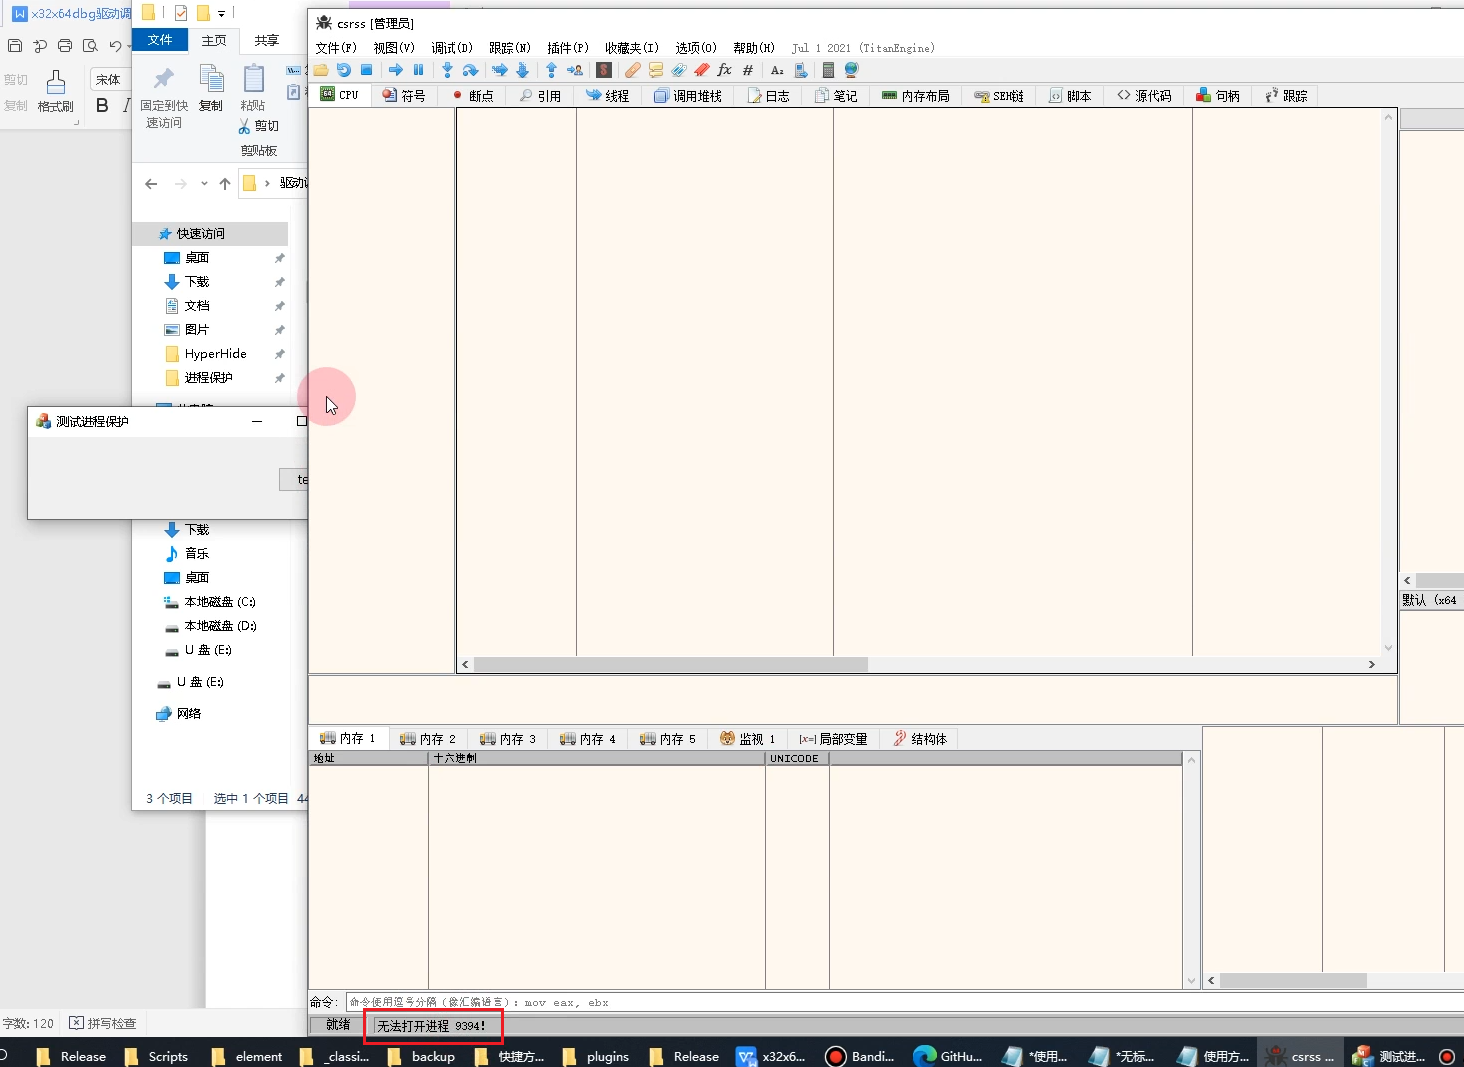 x32x64dbg驱动调
剪切
复制
格式刷
宋体
B I
文件
主页
共享
固定到快
速访问
复制
粘贴
剪切
剪贴板
驱动
快速访问
桌面
下载
文档
图片
HyperHide
进程保护
测试进程保护
te
下载
音乐
桌面
本地磁盘 (C:)
本地磁盘 (D:)
U 盘 (E:)
U 盘 (E:)
网络
3 个项目 选中 1 个项目 44
字数: 120 拼写检查
csrss [管理员]
文件(F) 视图(V) 调试(D) 跟踪(N) 插件(P) 收藏夹(I) 选项(O) 帮助(H) Jul 1 2021 (TitanEngine)
CPU 符号 断点 引用 线程 调用堆栈 日志 笔记 内存布局 SEH链 脚本 源代码 句柄 跟踪
默认 (x64
内存 1 内存 2 内存 3 内存 4 内存 5 监视 1 [x=] 局部变量 结构体
地址 十六进制 UNICODE
命令: 命令使用逗号分隔（像汇编语言）: mov eax, ebx
就绪 无法打开进程 9394!
Release Scripts element _classi... backup 快捷方... plugins Release x32x6... Bandi... GitHu... *使用... *无标... 使用方... csrss ... 测试进...